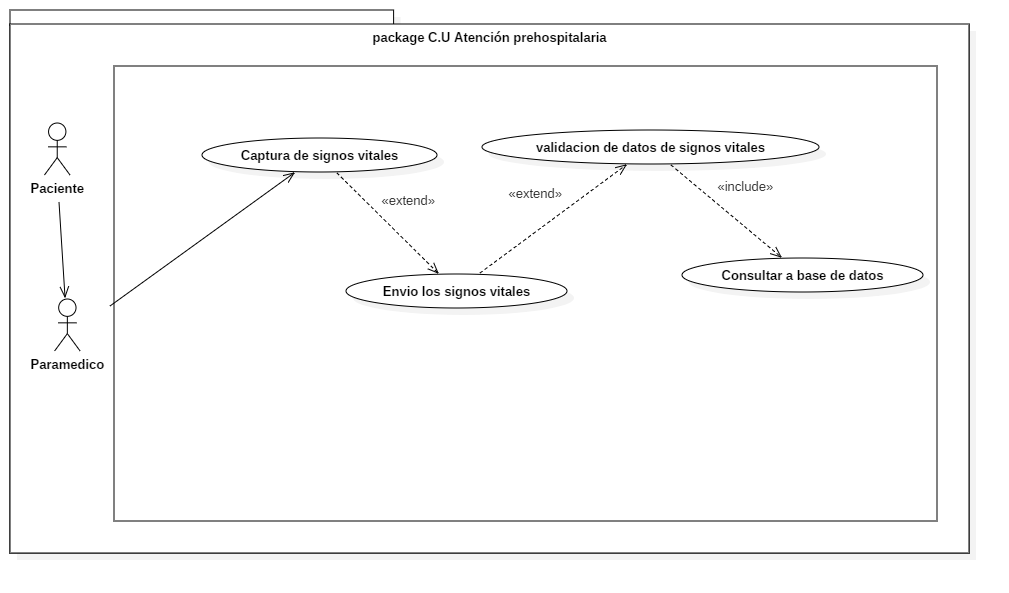 package C.U Atención prehospitalaria
Captura de signos vitales
validacion de datos de signos vitales
Paciente
«extend»
«extend»
«include»
Envio los signos vitales
Consultar a base de datos
Paramedico